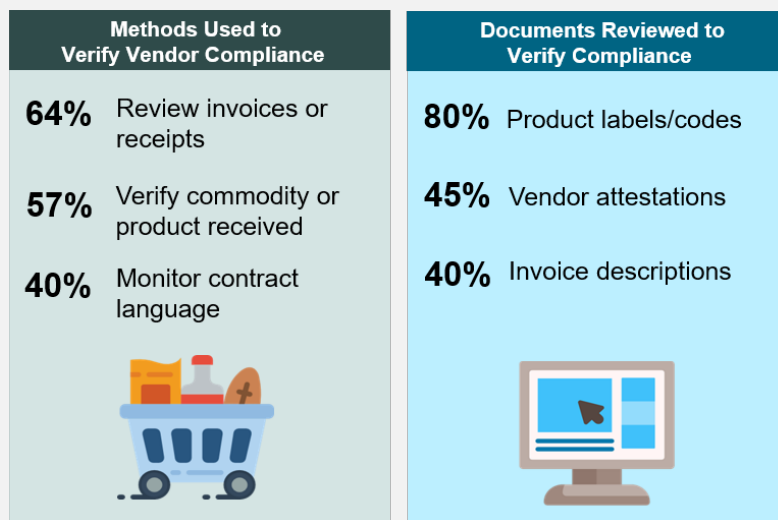 Methods Used to
Verify Vendor Compliance
64% Review invoices or
receipts
57% Verify commodity or
product received
40% Monitor contract
language
Documents Reviewed to
Verify Compliance
80% Product labels/codes
45% Vendor attestations
40% Invoice descriptions